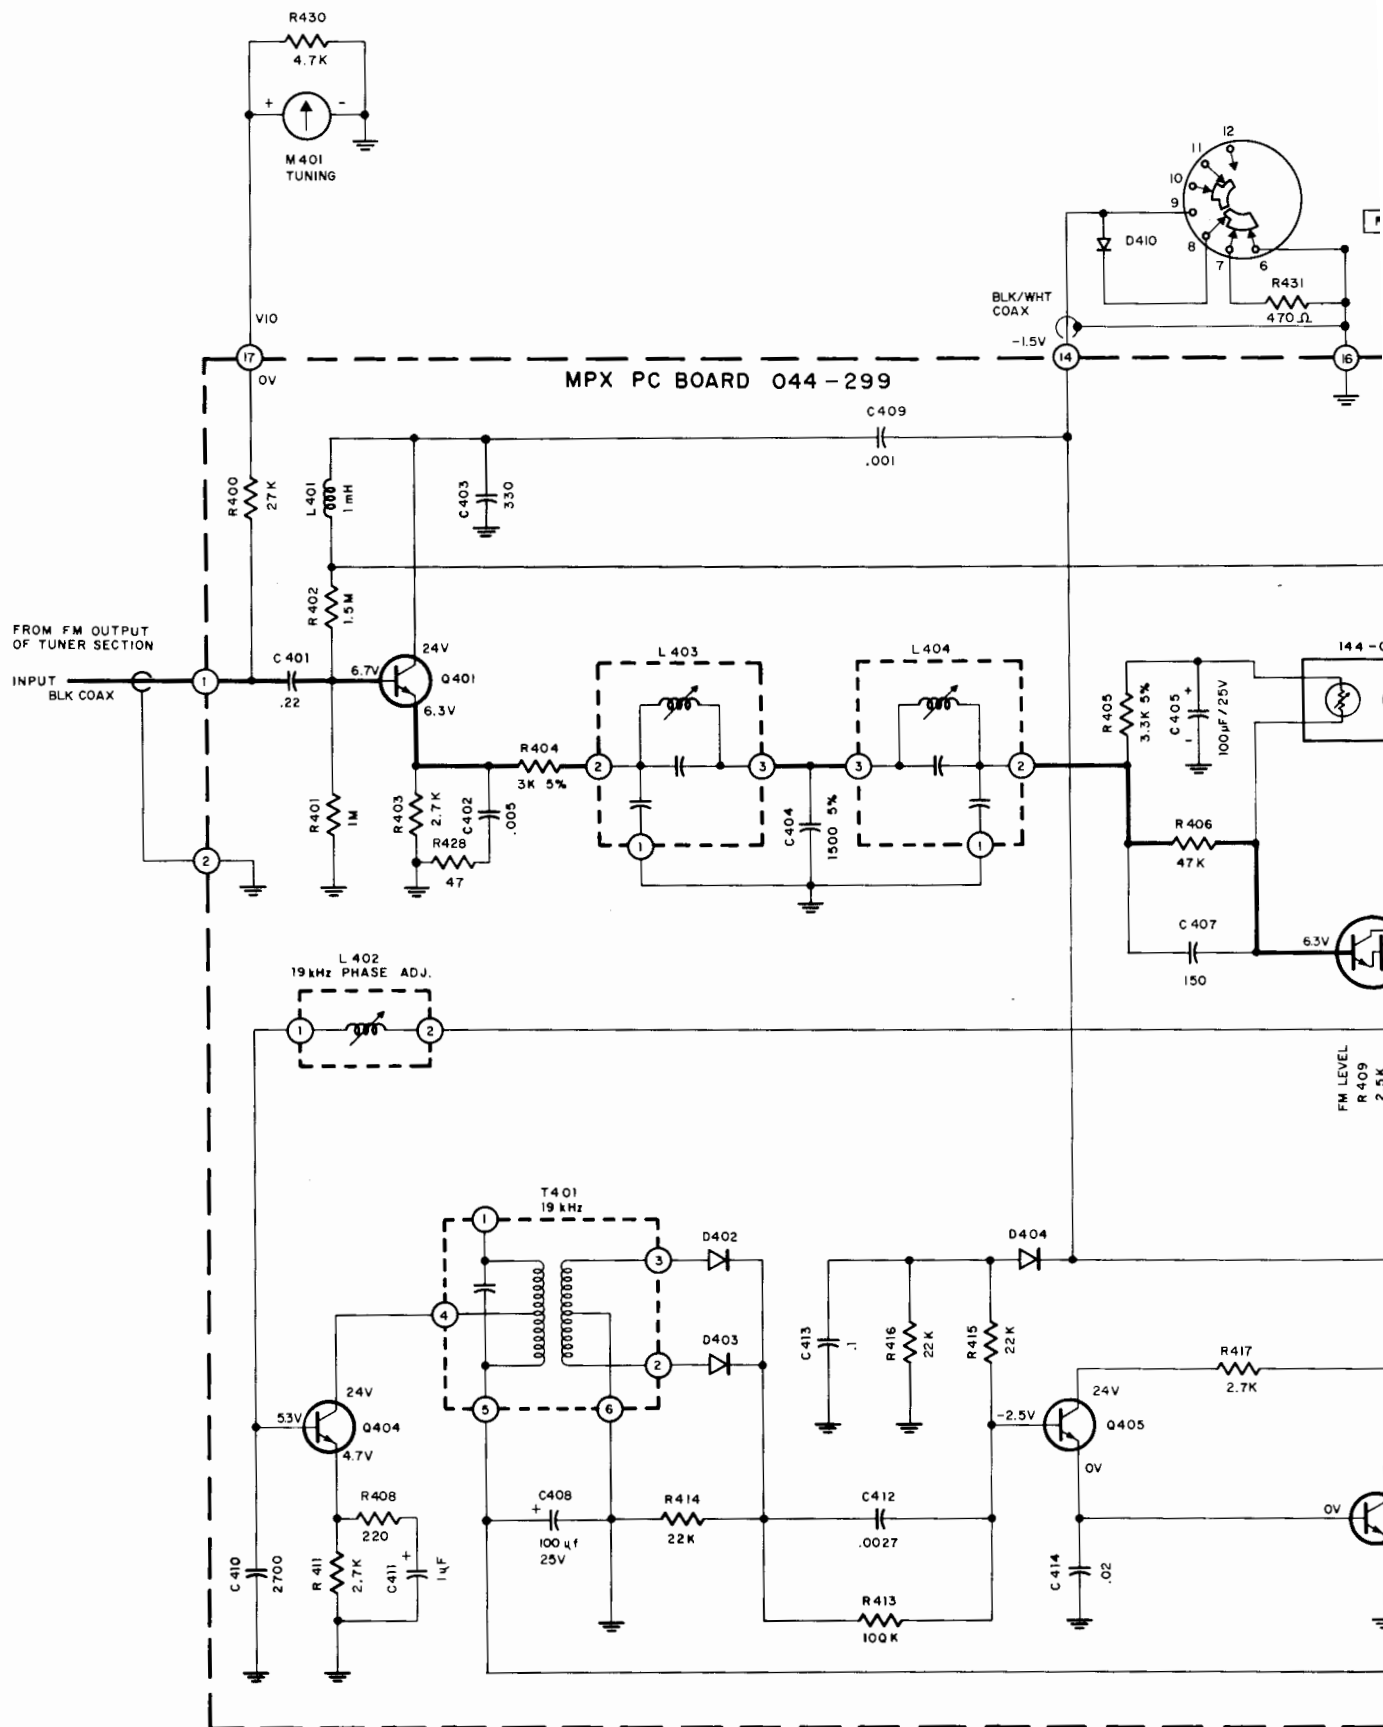 R430
4.7K
+ -
M401
TUNING
12
11
10
9
8
7
6
D410
R431
470Ω
BLK/WHT
COAX
-1.5V
V10
17
14
16
0V
MPX PC BOARD 044-299
C409
.001
R400
27K
L401
1mH
C403
330
R402
1.5M
FROM FM OUTPUT
OF TUNER SECTION
INPUT
BLK COAX
1
C401
.22
6.7V
24V
Q401
6.3V
L403
L404
144-
R405
3.3K 5%
C405
+
-
100µF/25V
R404
3K 5%
2
3
3
2
R401
1M
R403
2.7K
C402
.005
R428
47
1
C404
1500 5%
1
R406
47K
2
C407
150
6.3V
L402
19kHz PHASE ADJ.
1
2
FM LEVEL
R409
2.5K
T401
19 kHz
1
D402
D404
3
4
D403
2
C413
.1
R416
22K
R415
22K
R417
2.7K
24V
5.3V
Q404
4.7V
5
6
-2.5V
24V
Q405
0V
R408
220
+
C408
100µf
25V
R414
22K
C412
.0027
0V
C410
2700
R411
2.7K
C411
+
1µF
C414
.02
R413
100K